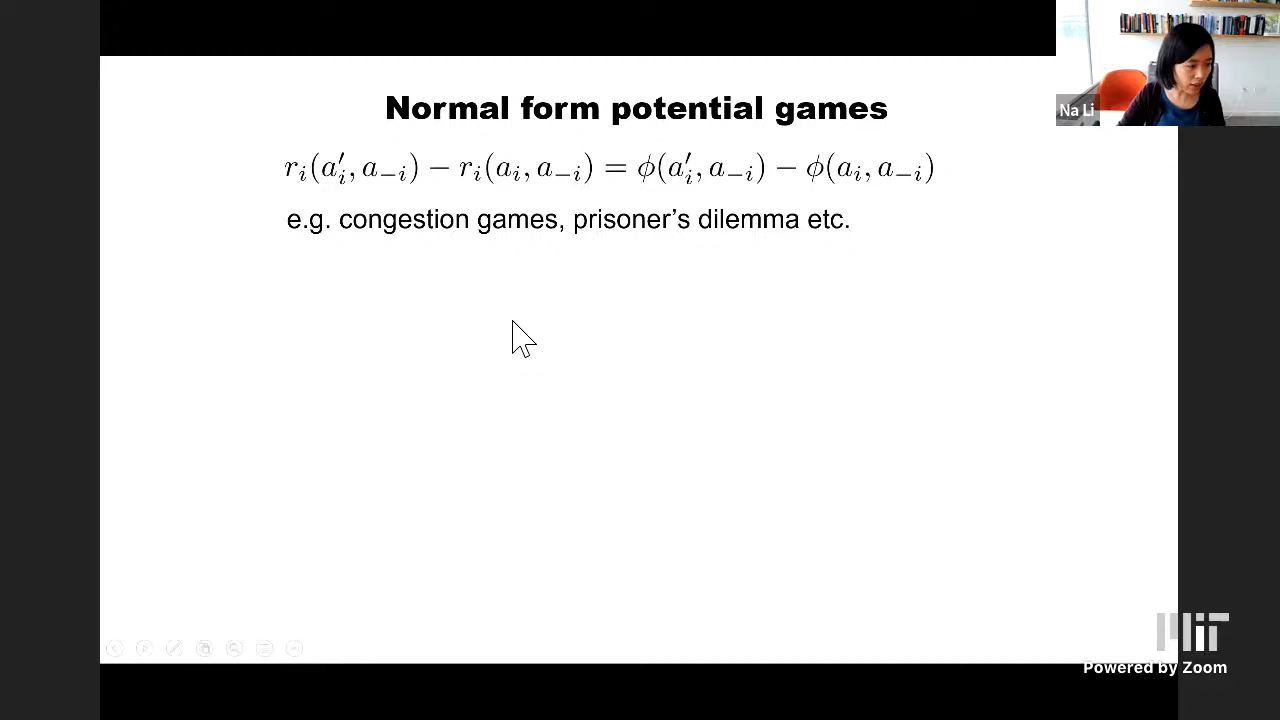 Normal form potential games
Na Li
r_i(a'_i, a_{-i}) − r_i(a_i, a_{-i}) = ϕ(a'_i, a_{-i}) − ϕ(a_i, a_{-i})
e.g. congestion games, prisoner’s dilemma etc.
MIT
Powered by Zoom